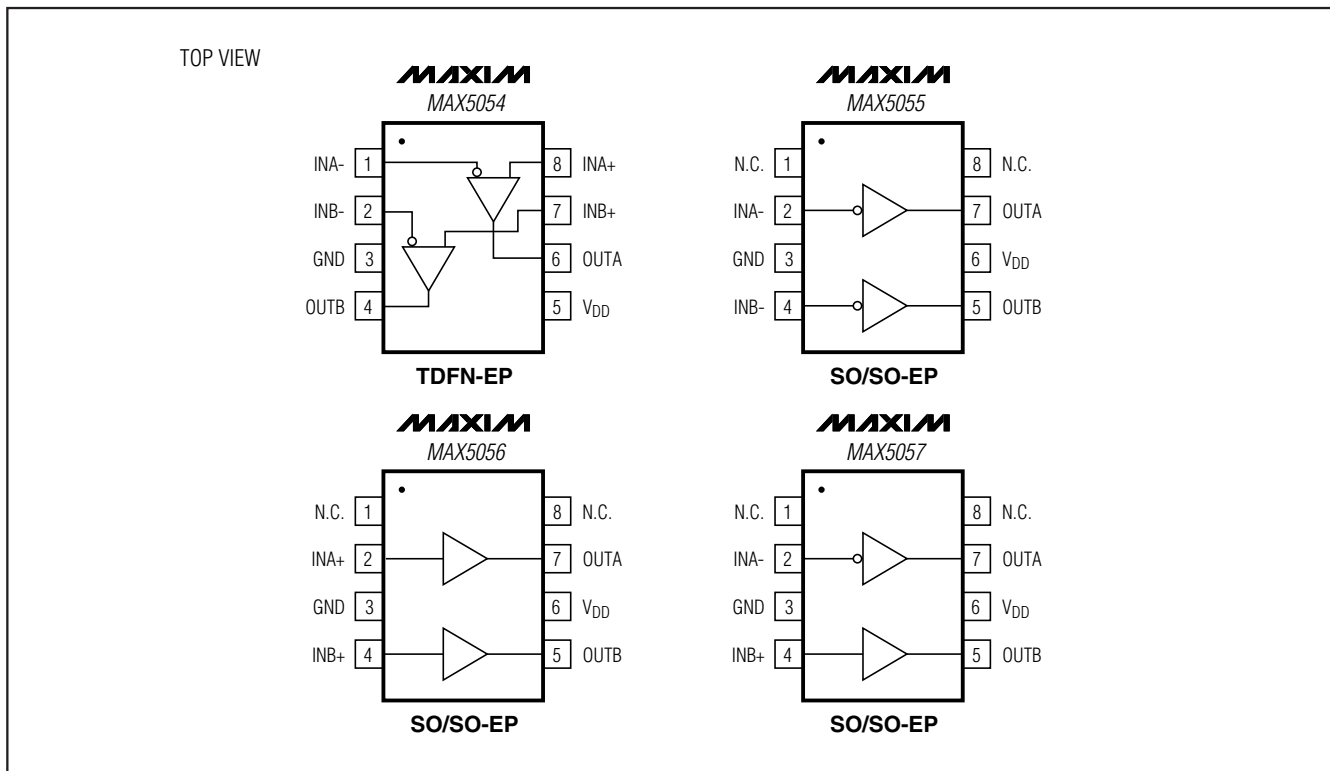 TOP VIEW
MAXIM
MAX5054
INA- 1 8 INA+
INB- 2 7 INB+
GND 3 6 OUTA
OUTB 4 5 VDD
TDFN-EP
MAXIM
MAX5055
N.C. 1 8 N.C.
INA- 2 7 OUTA
GND 3 6 VDD
INB- 4 5 OUTB
SO/SO-EP
MAXIM
MAX5056
N.C. 1 8 N.C.
INA+ 2 7 OUTA
GND 3 6 VDD
INB+ 4 5 OUTB
SO/SO-EP
MAXIM
MAX5057
N.C. 1 8 N.C.
INA- 2 7 OUTA
GND 3 6 VDD
INB+ 4 5 OUTB
SO/SO-EP